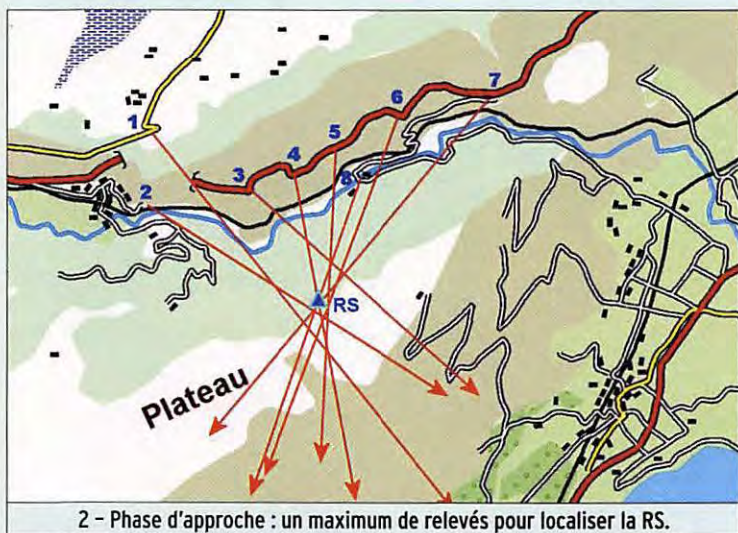 1
2
3
4
5
6
7
8
RS
Plateau
2 – Phase d'approche : un maximum de relevés pour localiser la RS.